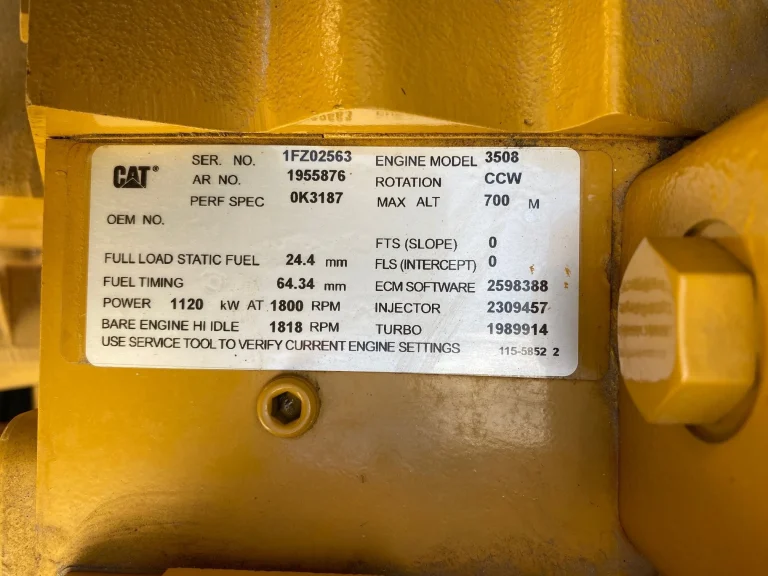 CAT®
SER. NO. 1FZ02563 ENGINE MODEL 3508
AR NO. 1955876 ROTATION CCW
PERF SPEC 0K3187 MAX ALT 700 M
OEM NO.
FTS (SLOPE) 0
FULL LOAD STATIC FUEL 24.4 mm FLS (INTERCEPT) 0
FUEL TIMING 64.34 mm ECM SOFTWARE 2598388
POWER 1120 kW AT 1800 RPM INJECTOR 2309457
BARE ENGINE HI IDLE 1818 RPM TURBO 1989914
USE SERVICE TOOL TO VERIFY CURRENT ENGINE SETTINGS 115-5852 2